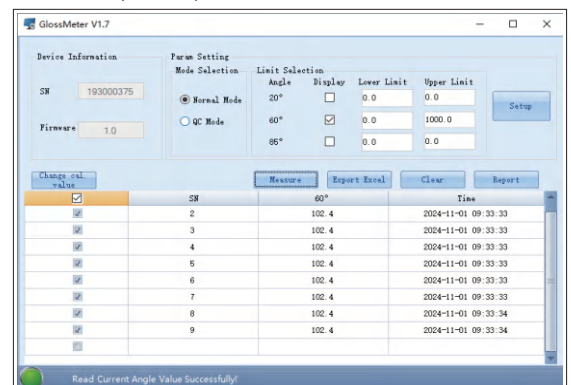 GlossMeter V1.7
Device Information
SN 193000375
Firmware 1.0
Param Setting
Mode Selection
Normal Mode
QC Mode
Limit Selection
Angle Display Lower Limit Upper Limit
20° 0.0 0.0
60° 0.0 1000.0
85° 0.0 0.0
Setup
Change cal.
value
Measure Export Excel Clear Report
SN 60° Time
2 102.4 2024-11-01 09:33:33
3 102.4 2024-11-01 09:33:33
4 102.4 2024-11-01 09:33:33
5 102.4 2024-11-01 09:33:33
6 102.4 2024-11-01 09:33:33
7 102.4 2024-11-01 09:33:33
8 102.4 2024-11-01 09:33:34
9 102.4 2024-11-01 09:33:34
Read Current Angle Value Successfully!